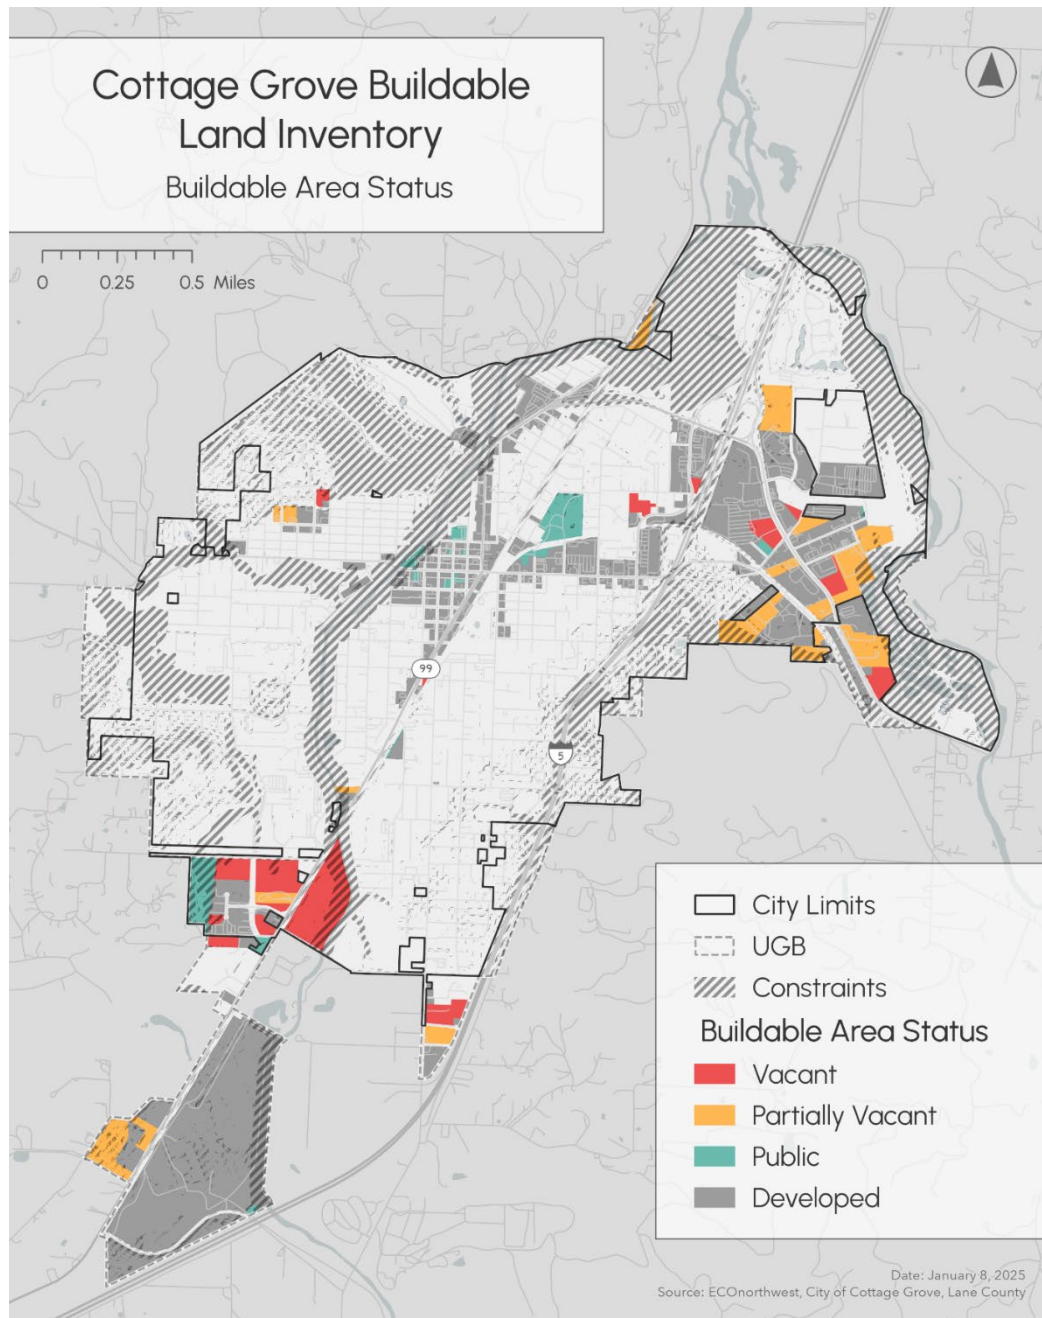 Cottage Grove Buildable
Land Inventory
Buildable Area Status
0 0.25 0.5 Miles
99
5
City Limits
UGB
Constraints
Buildable Area Status
Vacant
Partially Vacant
Public
Developed
Date: January 8, 2025
Source: ECOnorthwest, City of Cottage Grove, Lane County